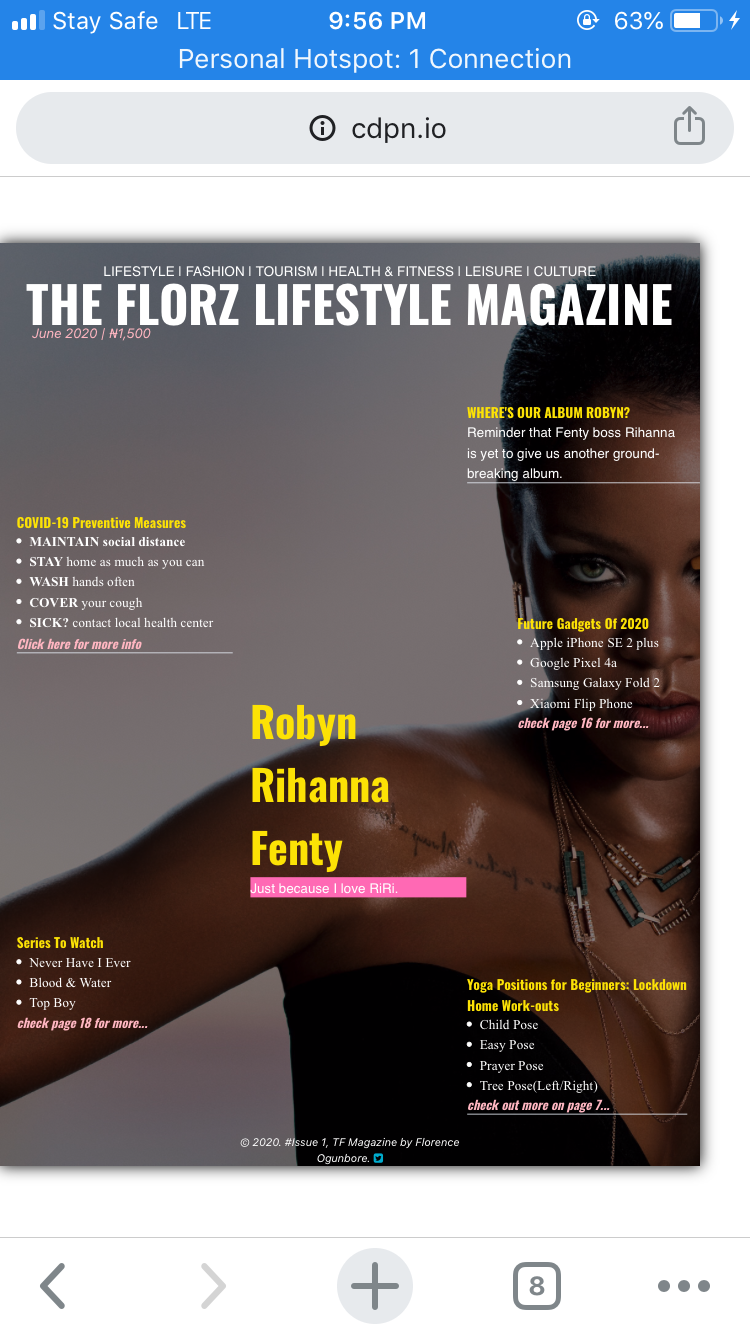 Stay Safe LTE 9:56 PM 63%
Personal Hotspot: 1 Connection
cdpn.io
LIFESTYLE | FASHION | TOURISM | HEALTH & FITNESS | LEISURE | CULTURE
THE FLORZ LIFESTYLE MAGAZINE
June 2020 | ₦1,500
WHERE'S OUR ALBUM ROBYN?
Reminder that Fenty boss Rihanna
is yet to give us another ground-
breaking album.
COVID-19 Preventive Measures
• MAINTAIN social distance
• STAY home as much as you can
• WASH hands often
• COVER your cough
• SICK? contact local health center
Click here for more info
Future Gadgets Of 2020
• Apple iPhone SE 2 plus
• Google Pixel 4a
• Samsung Galaxy Fold 2
• Xiaomi Flip Phone
check page 16 for more...
Robyn
Rihanna
Fenty
Just because I love RiRi.
Series To Watch
• Never Have I Ever
• Blood & Water
• Top Boy
check page 18 for more...
Yoga Positions for Beginners: Lockdown
Home Work-outs
• Child Pose
• Easy Pose
• Prayer Pose
• Tree Pose(Left/Right)
check out more on page 7...
© 2020. #Issue 1, TF Magazine by Florence
Ogunbore.
8